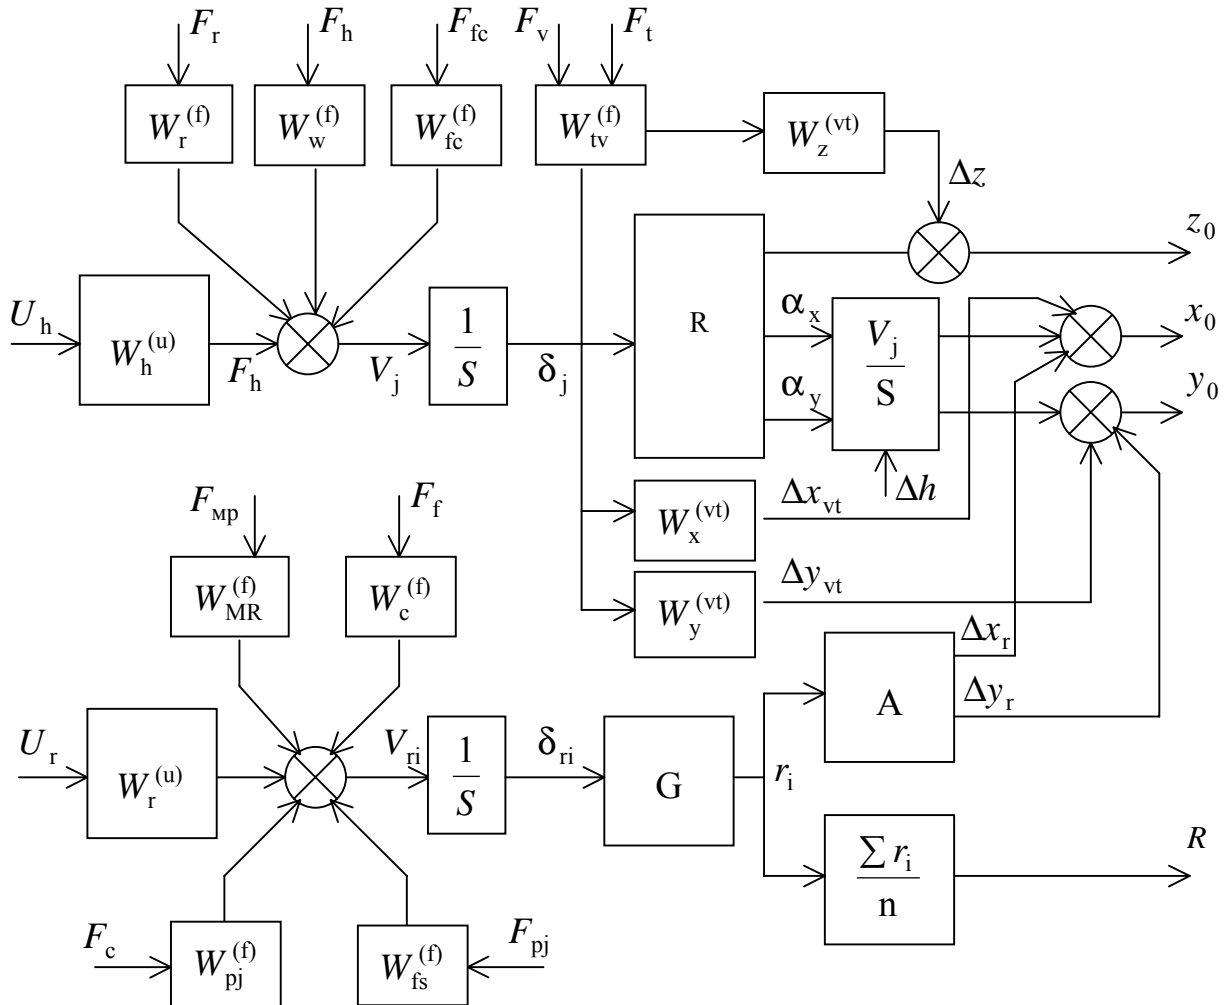 F_r F_h F_fc F_v F_t
W_r^(f) W_w^(f) W_fc^(f) W_tv^(f) W_z^(vt)
Δz
z_0
U_h W_h^(u) F_h V_j 1/S δ_j R α_x V_j/S x_0
α_y y_0
Δh
F_мр F_f W_x^(vt) Δx_vt
W_MR^(f) W_c^(f) W_y^(vt) Δy_vt
Δx_r
A
Δy_r
U_r W_r^(u) V_ri 1/S δ_ri G r_i
∑r_i/n R
F_c W_pj^(f) W_fs^(f) F_pj